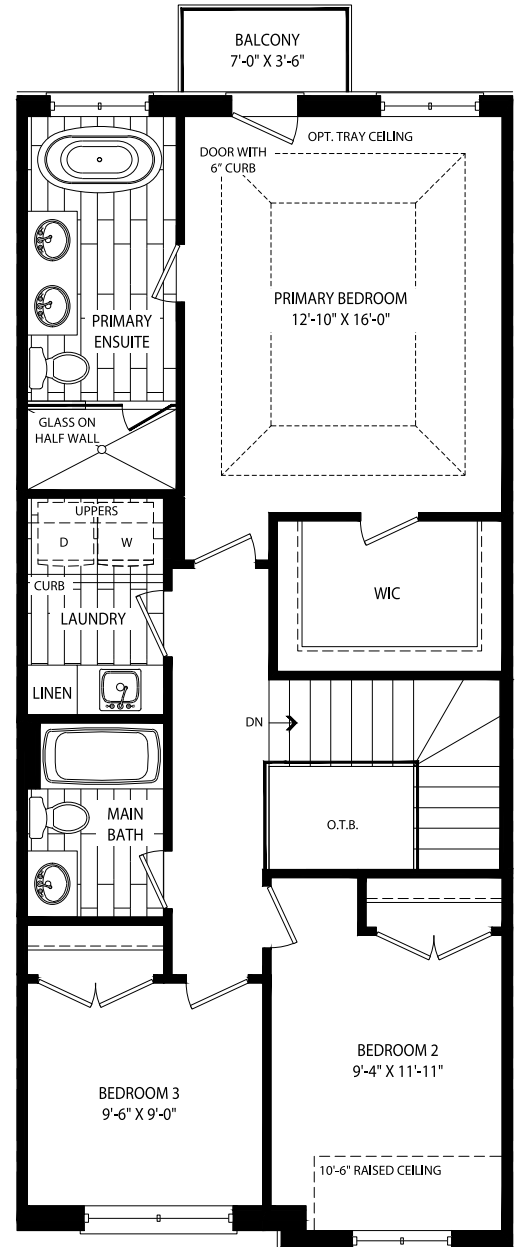 BALCONY
7'-0" X 3'-6"
OPT. TRAY CEILING
DOOR WITH
6" CURB
PRIMARY BEDROOM
12'-10" X 16'-0"
PRIMARY
ENSUITE
GLASS ON
HALF WALL
UPPERS
D
W
CURB
LAUNDRY
WIC
LINEN
DN
MAIN
BATH
O.T.B.
BEDROOM 2
9'-4" X 11'-11"
BEDROOM 3
9'-6" X 9'-0"
10'-6" RAISED CEILING